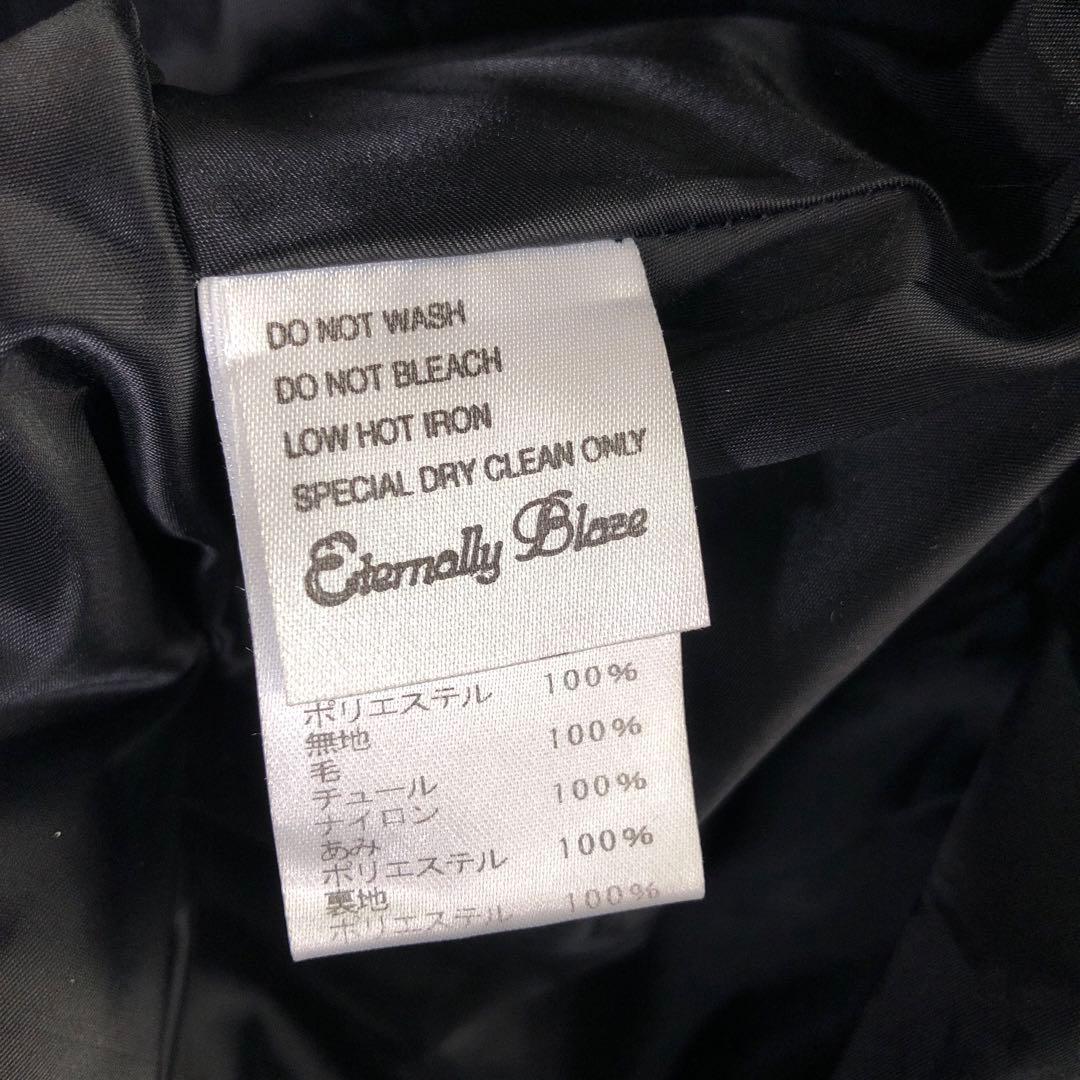 DO NOT WASH
DO NOT BLEACH
LOW HOT IRON
SPECIAL DRY CLEAN ONLY
Eternally Blaze
ポリエステル 100%
無地
毛 100%
チュール
ナイロン 100%
あみ
ポリエステル 100%
裏地
ポリエステル 100%